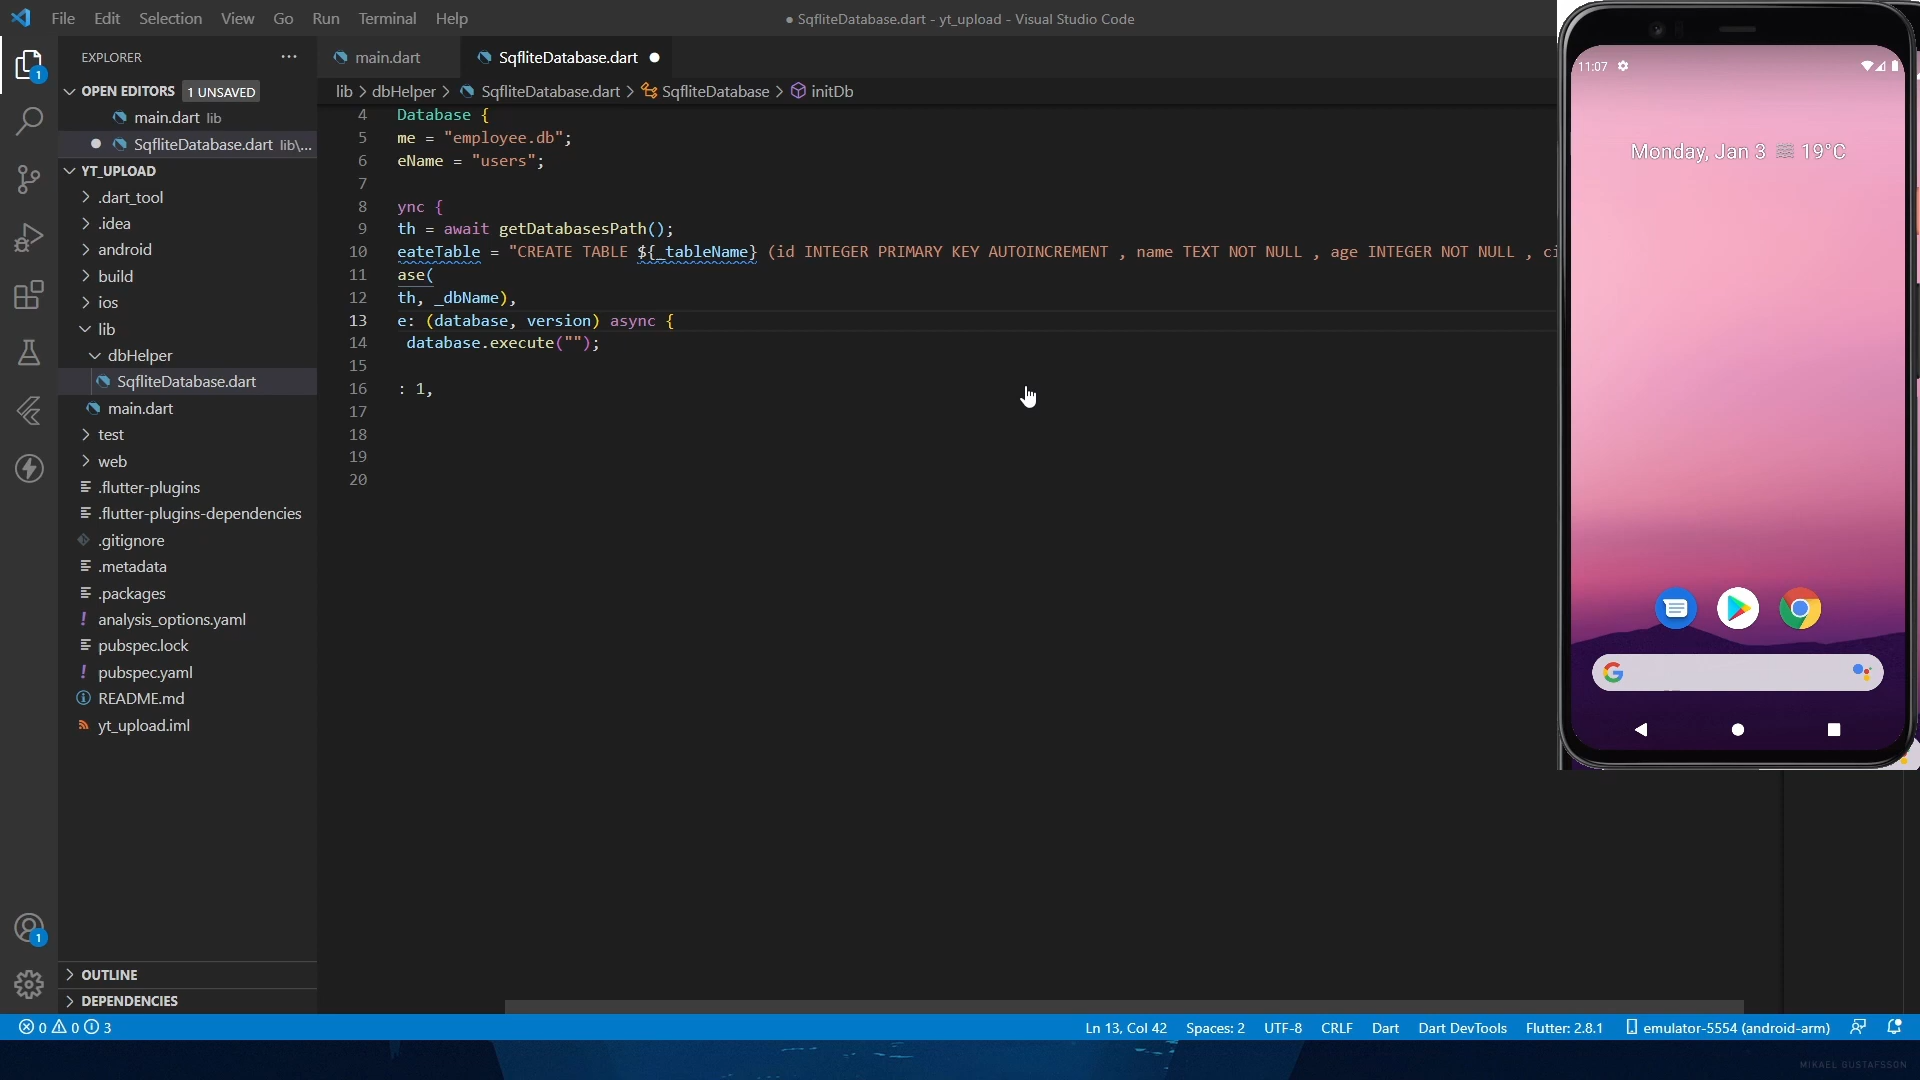 File Edit Selection View Go Run Terminal Help
● SqfliteDatabase.dart - yt_upload - Visual Studio Code
EXPLORER
main.dart
SqfliteDatabase.dart
OPEN EDITORS 1 UNSAVED
main.dart lib
SqfliteDatabase.dart lib\...
YT_UPLOAD
.dart_tool
.idea
android
build
ios
lib
dbHelper
SqfliteDatabase.dart
main.dart
test
web
.flutter-plugins
.flutter-plugins-dependencies
.gitignore
.metadata
.packages
analysis_options.yaml
pubspec.lock
pubspec.yaml
README.md
yt_upload.iml
OUTLINE
DEPENDENCIES
lib > dbHelper > SqfliteDatabase.dart > SqfliteDatabase > initDb
4 Database {
5 me = "employee.db";
6 eName = "users";
7
8 ync {
9 th = await getDatabasesPath();
10 eateTable = "CREATE TABLE ${_tableName} (id INTEGER PRIMARY KEY AUTOINCREMENT , name TEXT NOT NULL , age INTEGER NOT NULL , ci
11 ase(
12 th, _dbName),
13 e: (database, version) async {
14 database.execute("");
15
16 : 1,
17
18
19
20
11:07
Monday, Jan 3 19°C
0 0 3
Ln 13, Col 42 Spaces: 2 UTF-8 CRLF Dart Dart DevTools Flutter: 2.8.1 emulator-5554 (android-arm)
1
1
MIKAEL GUSTAFSSON